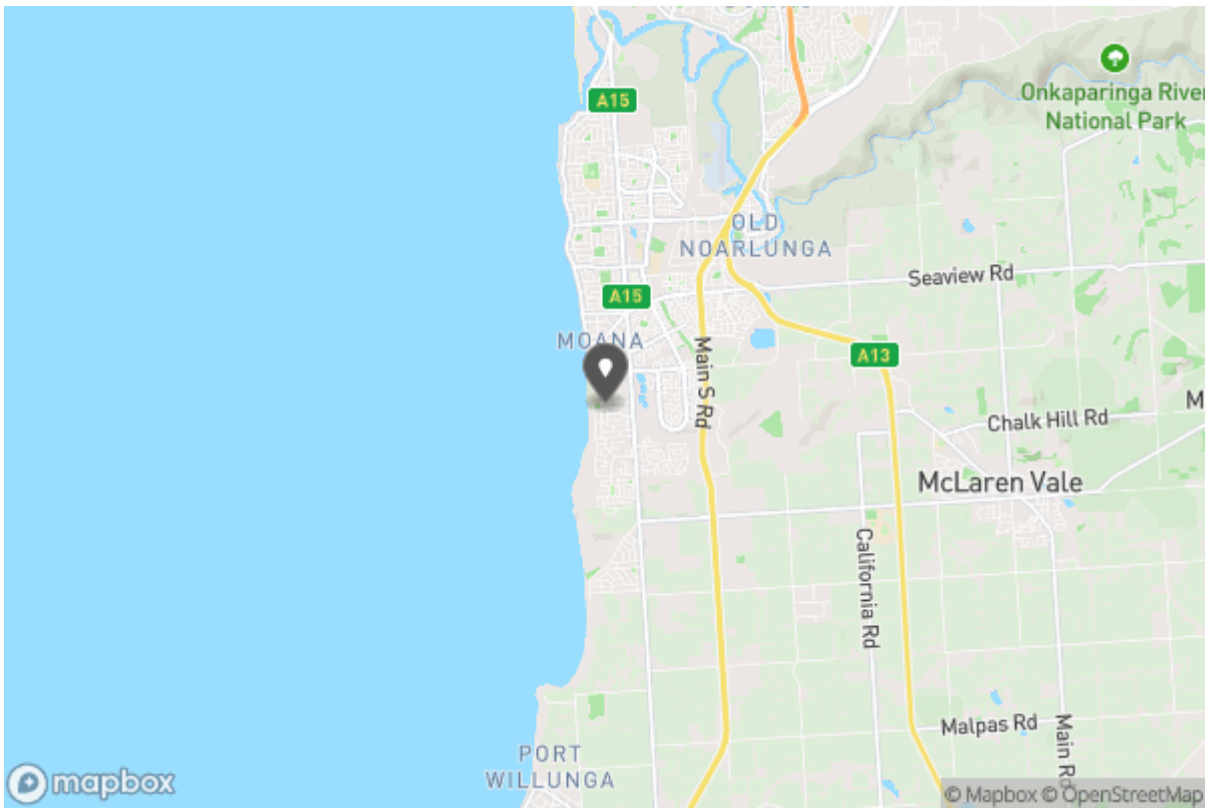 A15
Onkaparinga River
National Park
OLD
NOARLUNGA
Seaview Rd
A15
MOANA
Main S Rd
A13
Chalk Hill Rd
M
McLaren Vale
California Rd
Malpas Rd
Main Rd
PORT
WILLUNGA
mapbox
© Mapbox © OpenStreetMap